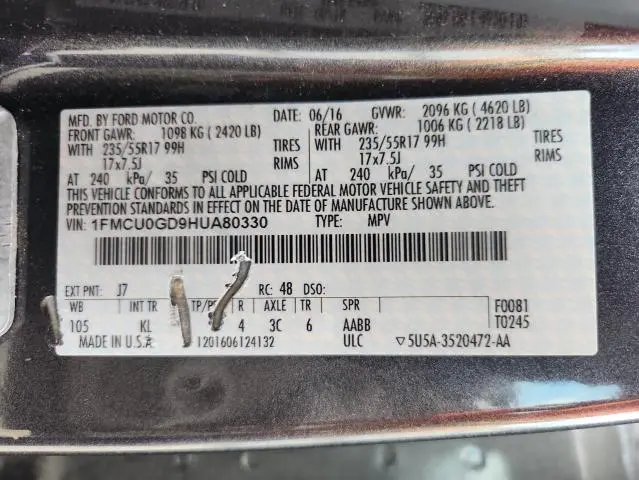 MFD. BY FORD MOTOR CO. DATE: 06/16 GVWR: 2096 KG ( 4620 LB)
FRONT GAWR: 1098 KG ( 2420 LB) REAR GAWR: 1006 KG ( 2218 LB)
WITH 235/55R17 99H TIRES WITH 235/55R17 99H TIRES
17x7.5J RIMS 17x7.5J RIMS
AT 240 kPa/ 35 PSI COLD AT 240 kPa/ 35 PSI COLD
THIS VEHICLE CONFORMS TO ALL APPLICABLE FEDERAL MOTOR VEHICLE SAFETY AND THEFT
PREVENTION STANDARDS IN EFFECT ON THE DATE OF MANUFACTURE SHOWN ABOVE.
VIN: 1FMCU0GD9HUA80330 TYPE: MPV
EXT PNT: J7 RC: 48 DSO:
WB INT TR TP/PS R AXLE TR SPR F0081
105 KL 4 3C 6 AABB T0245
MADE IN U.S.A 1201606124132 ULC ▽5U5A-3520472-AA